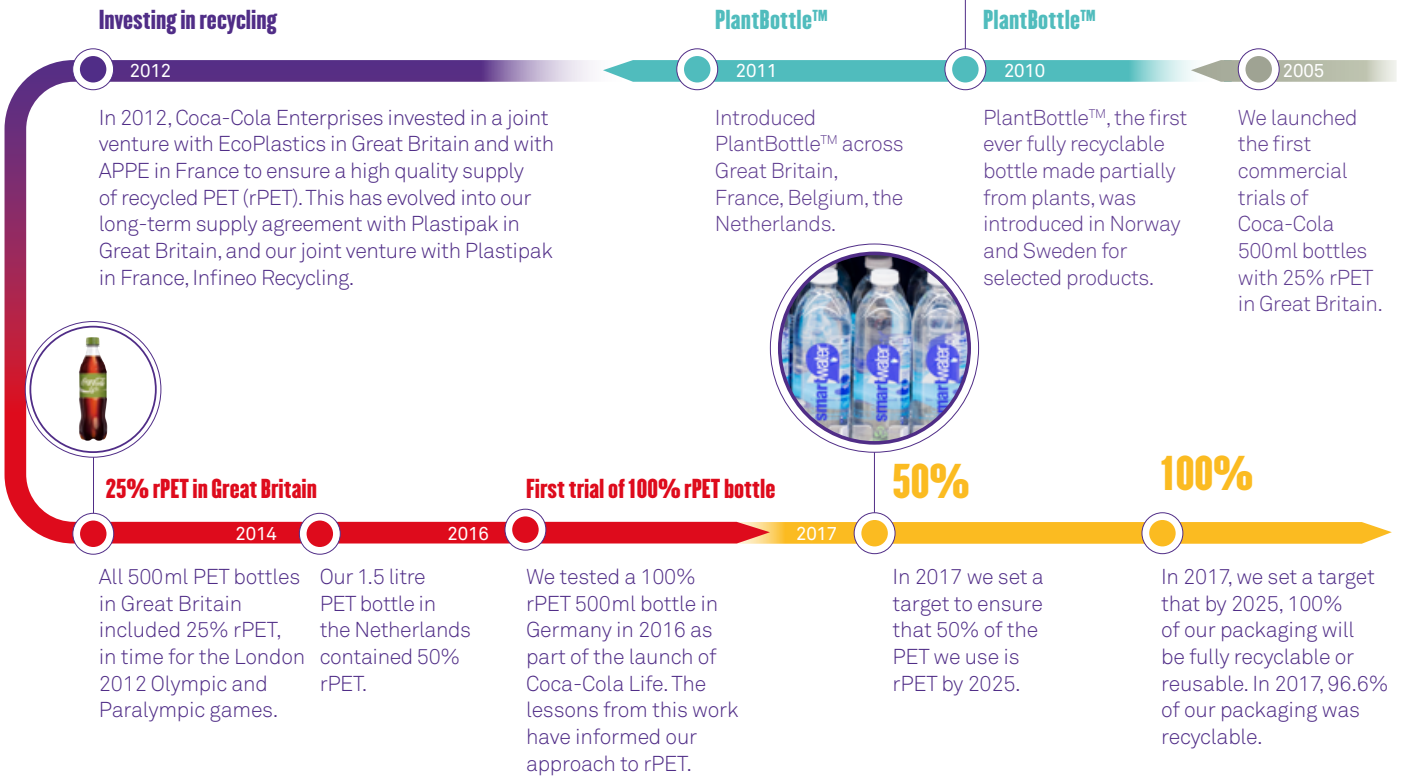 Investing in recycling
PlantBottle™
PlantBottle™
2012
2011
2010
2005
In 2012, Coca-Cola Enterprises invested in a joint
venture with EcoPlastics in Great Britain and with
APPE in France to ensure a high quality supply
of recycled PET (rPET). This has evolved into our
long-term supply agreement with Plastipak in
Great Britain, and our joint venture with Plastipak
in France, Infineo Recycling.
Introduced
PlantBottle™ across
Great Britain,
France, Belgium, the
Netherlands.
PlantBottle™, the first
ever fully recyclable
bottle made partially
from plants, was
introduced in Norway
and Sweden for
selected products.
We launched
the first
commercial
trials of
Coca-Cola
500ml bottles
with 25% rPET
in Great Britain.
smartwater
smartwater
smartwater
Coca-Cola
25% rPET in Great Britain
First trial of 100% rPET bottle
50%
100%
2014
2016
2017
All 500ml PET bottles
in Great Britain
included 25% rPET,
in time for the London
2012 Olympic and
Paralympic games.
Our 1.5 litre
PET bottle in
the Netherlands
contained 50%
rPET.
We tested a 100%
rPET 500ml bottle in
Germany in 2016 as
part of the launch of
Coca-Cola Life. The
lessons from this work
have informed our
approach to rPET.
In 2017 we set a
target to ensure
that 50% of the
PET we use is
rPET by 2025.
In 2017, we set a target
that by 2025, 100%
of our packaging will
be fully recyclable or
reusable. In 2017, 96.6%
of our packaging was
recyclable.